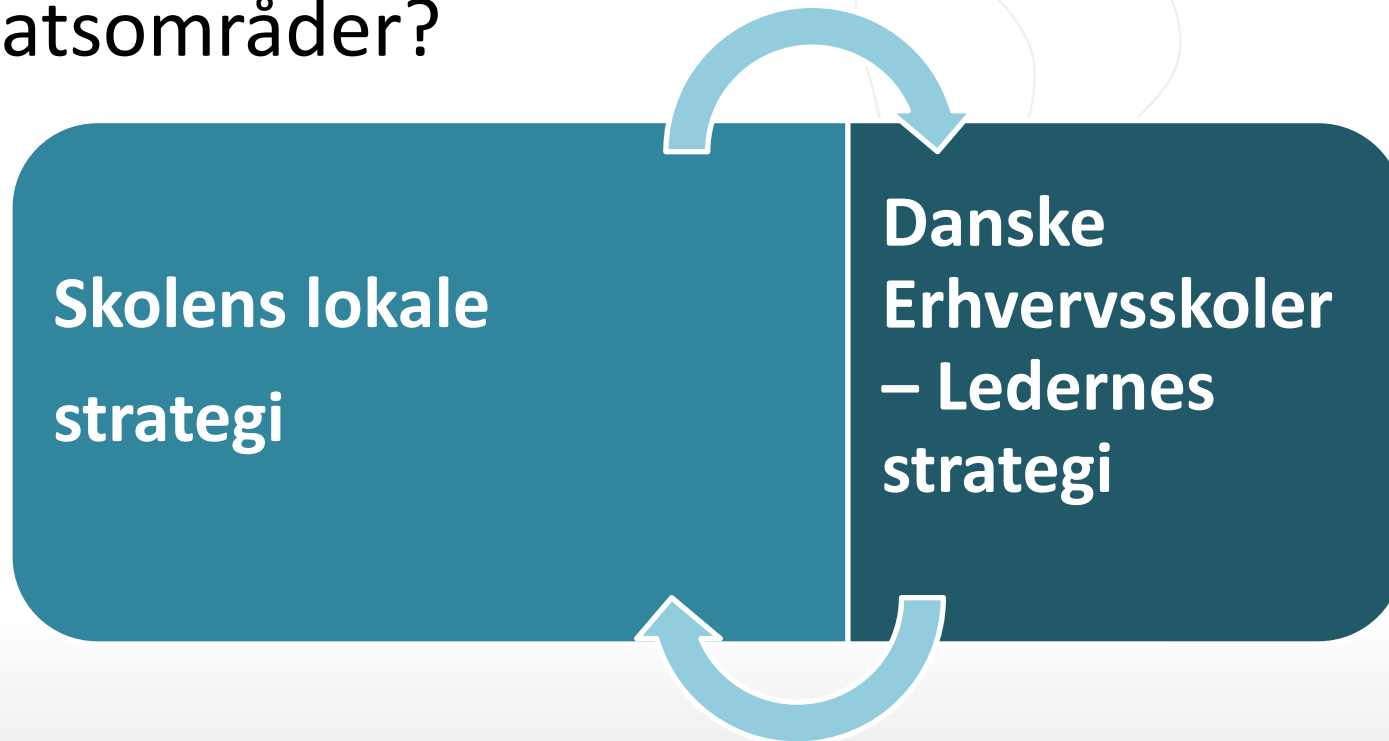 atsområder?
Skolens lokale
strategi
Danske
Erhvervsskoler
– Ledernes
strategi